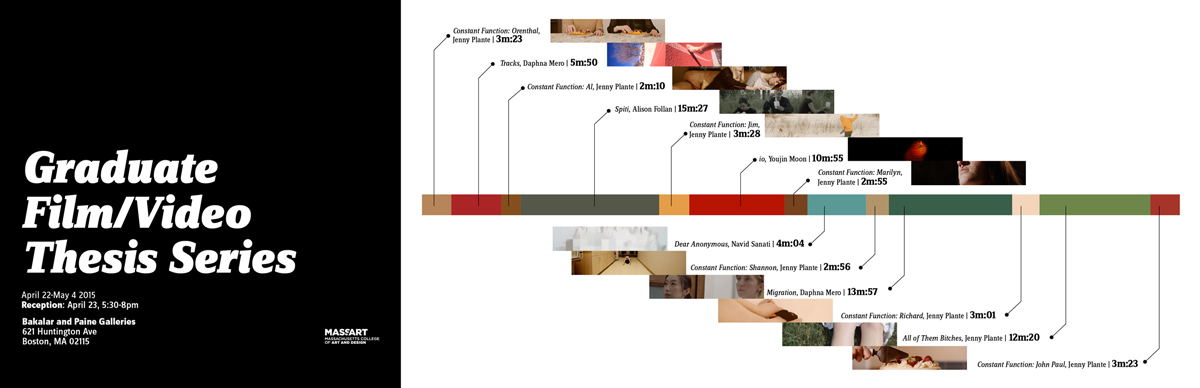 Graduate
Film/Video
Thesis Series
April 22-May 4 2015
Reception: April 23, 5:30-8pm
Bakalar and Paine Galleries
621 Huntington Ave
Boston, MA 02115
MASSART
MASSACHUSETTS COLLEGE
OF ART AND DESIGN
Constant Function: Orenthal,
Jenny Plante | 3m:23
Tracks, Daphna Mero | 5m:50
Constant Function: Al, Jenny Plante | 2m:10
Spiti, Alison Follan | 15m:27
Constant Function: Jim,
Jenny Plante | 3m:28
io, Youjin Moon | 10m:55
Constant Function: Marilyn,
Jenny Plante | 2m:55
Dear Anonymous, Navid Sanati | 4m:04
Constant Function: Shannon, Jenny Plante | 2m:56
Migration, Daphna Mero | 13m:57
Constant Function: Richard, Jenny Plante | 3m:01
All of Them Bitches, Jenny Plante | 12m:20
Constant Function: John Paul, Jenny Plante | 3m:23